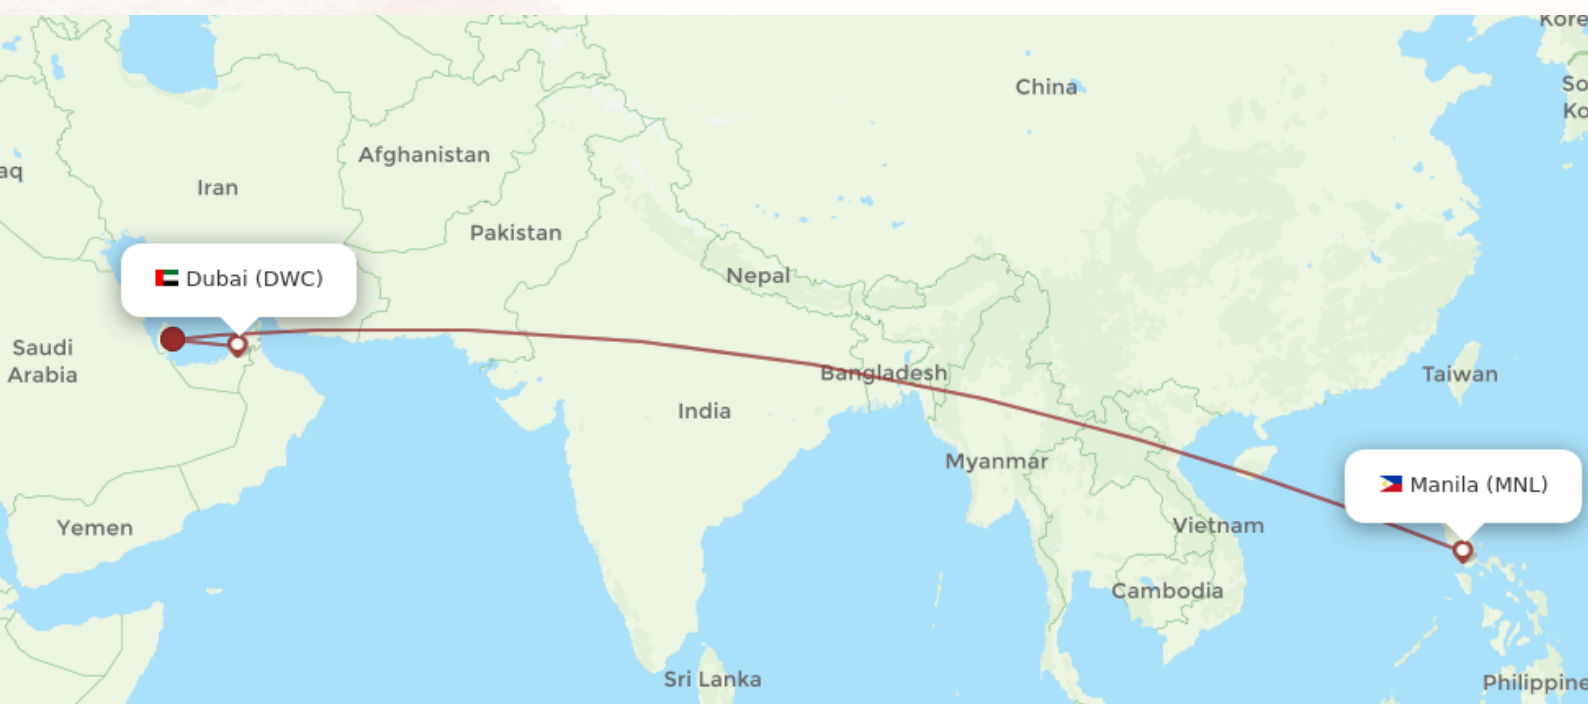 Kore
China
So
Ko
Afghanistan
aq
Iran
Pakistan
Nepal
Dubai (DWC)
Saudi
Arabia
Bangladesh
Taiwan
India
Myanmar
Manila (MNL)
Yemen
Vietnam
Cambodia
Sri Lanka
Philippine